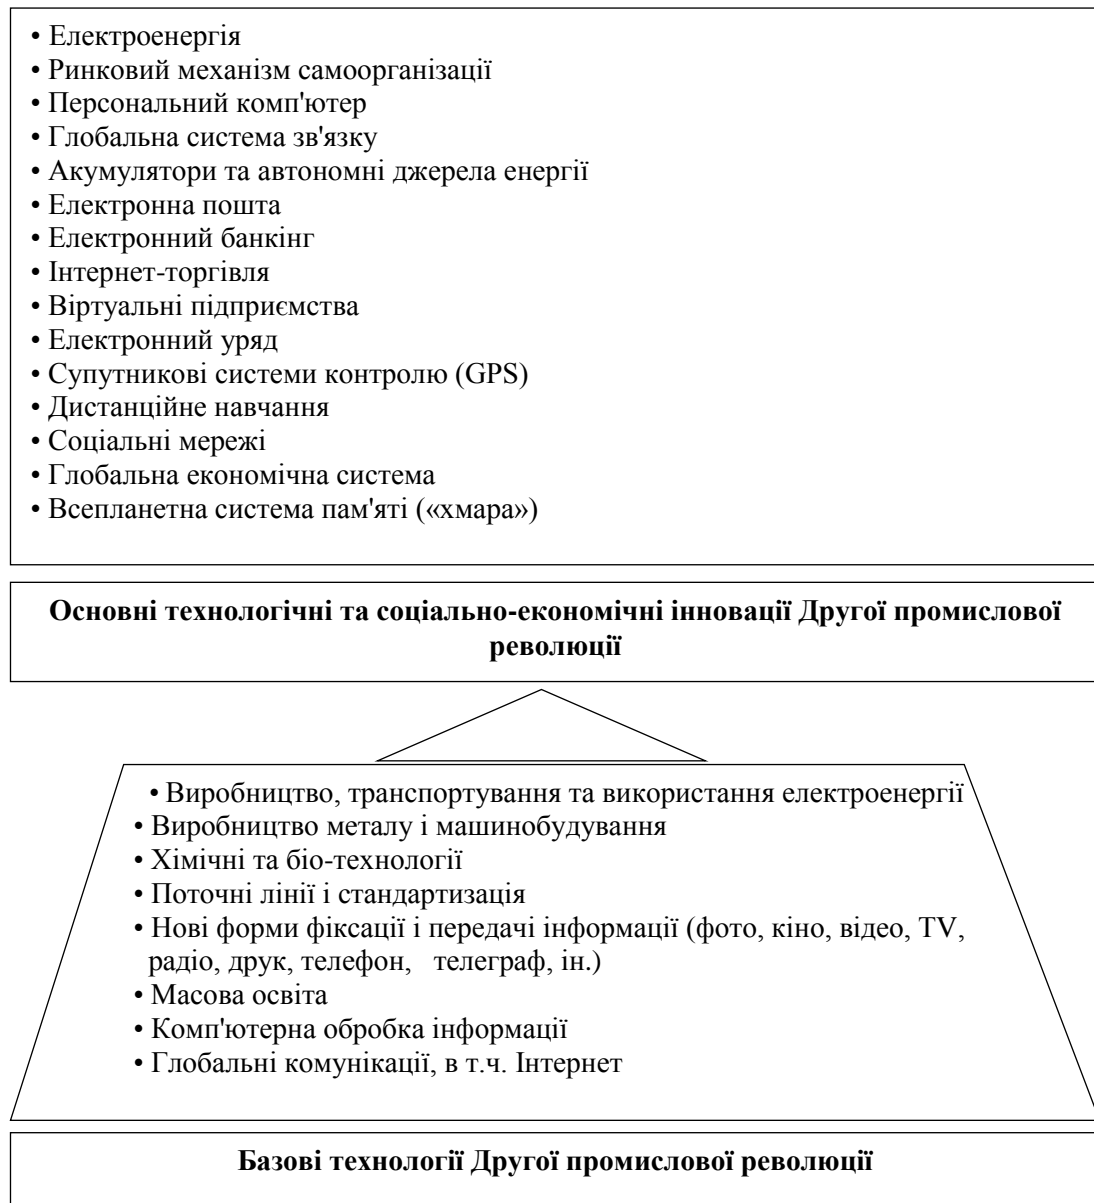 • Електроенергія
• Ринковий механізм самоорганізації
• Персональний комп'ютер
• Глобальна система зв'язку
• Акумулятори та автономні джерела енергії
• Електронна пошта
• Електронний банкінг
• Інтернет-торгівля
• Віртуальні підприємства
• Електронний уряд
• Супутникові системи контролю (GPS)
• Дистанційне навчання
• Соціальні мережі
• Глобальна економічна система
• Всепланетна система пам'яті («хмара»)
Основні технологічні та соціально-економічні інновації Другої промислової
революції
• Виробництво, транспортування та використання електроенергії
• Виробництво металу і машинобудування
• Хімічні та біо-технології
• Поточні лінії і стандартизація
• Нові форми фіксації і передачі інформації (фото, кіно, відео, TV,
радіо, друк, телефон, телеграф, ін.)
• Масова освіта
• Комп'ютерна обробка інформації
• Глобальні комунікації, в т.ч. Інтернет
Базові технології Другої промислової революції